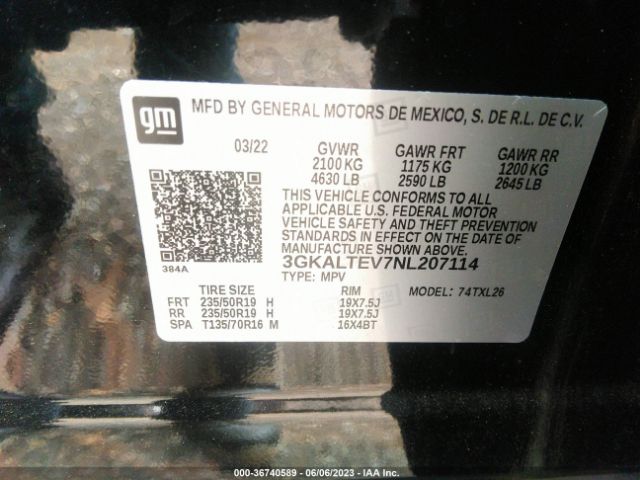 gm
MFD BY GENERAL MOTORS DE MEXICO, S. DE R.L. DE C.V.
03/22 GVWR GAWR FRT GAWR RR
2100 KG 1175 KG 1200 KG
4630 LB 2590 LB 2645 LB
THIS VEHICLE CONFORMS TO ALL
APPLICABLE U.S. FEDERAL MOTOR
VEHICLE SAFETY AND THEFT PREVENTION
STANDARDS IN EFFECT ON THE DATE OF
MANUFACTURE SHOWN ABOVE.
384A
3GKALTEV7NL207114
TYPE: MPV MODEL: 74TXL26
TIRE SIZE RIM
FRT 235/50R19 H 19X7.5J
RR 235/50R19 H 19X7.5J
SPA T135/70R16 M 16X4BT
000-36740589 - 06/06/2023 - IAA Inc.